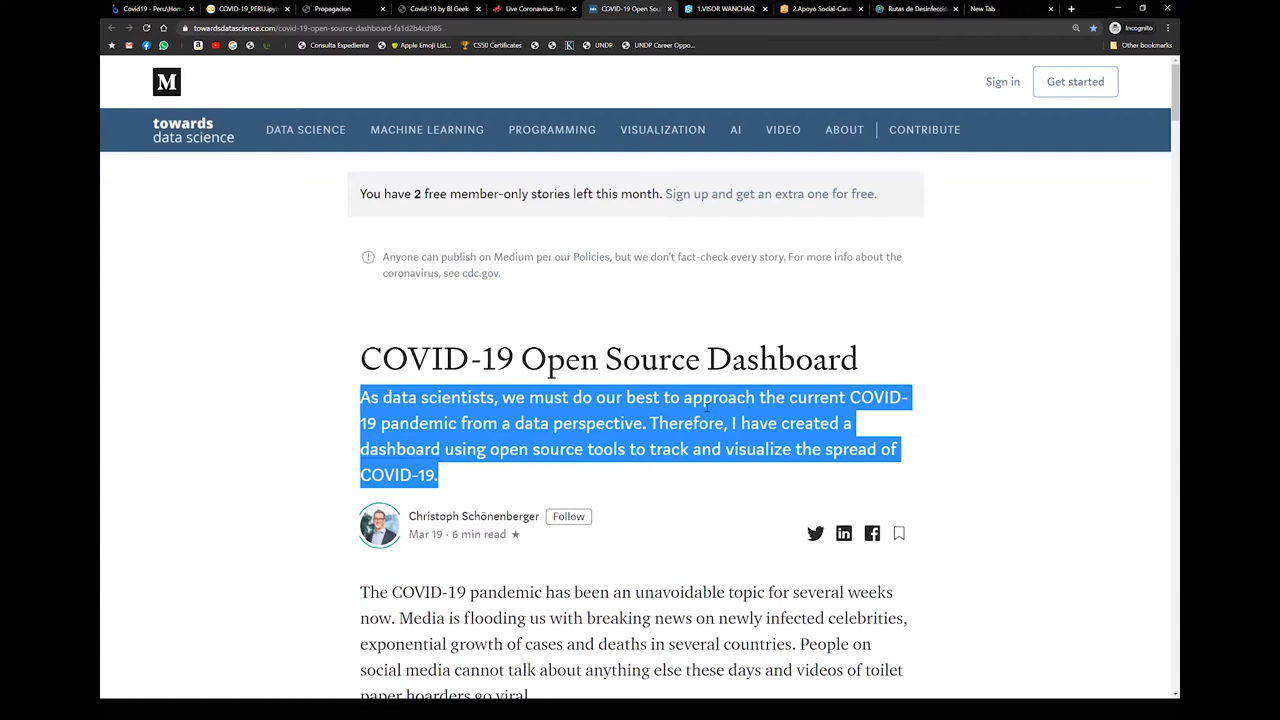 Covid19 - Peru\Home
COVID-19_PERU.ipynb
Propagacion
Covid-19 by BI Geek
Live Coronavirus Tra
COVID-19 Open Sou
1.VISOR WANCHAQ
2.Apoyo Social-Cana
Rutas de Desinfecció
New Tab
towardsdatascience.com/covid-19-open-source-dashboard-fa1d2b4cd985
Incognito
Consulta Expediente
Apple Emoji List...
CS50 Certificates
UNDP
UNDP Career Oppo...
Other bookmarks
M
Sign in
Get started
towards
data science
DATA SCIENCE
MACHINE LEARNING
PROGRAMMING
VISUALIZATION
AI
VIDEO
ABOUT
CONTRIBUTE
You have 2 free member-only stories left this month. Sign up and get an extra one for free.
Anyone can publish on Medium per our Policies, but we don't fact-check every story. For more info about the
coronavirus, see cdc.gov.
COVID-19 Open Source Dashboard
As data scientists, we must do our best to approach the current COVID-
19 pandemic from a data perspective. Therefore, I have created a
dashboard using open source tools to track and visualize the spread of
COVID-19.
Christoph Schönenberger
Follow
Mar 19 · 6 min read
The COVID-19 pandemic has been an unavoidable topic for several weeks
now. Media is flooding us with breaking news on newly infected celebrities,
exponential growth of cases and deaths in several countries. People on
social media cannot talk about anything else these days and videos of toilet
paper hoarders go viral.